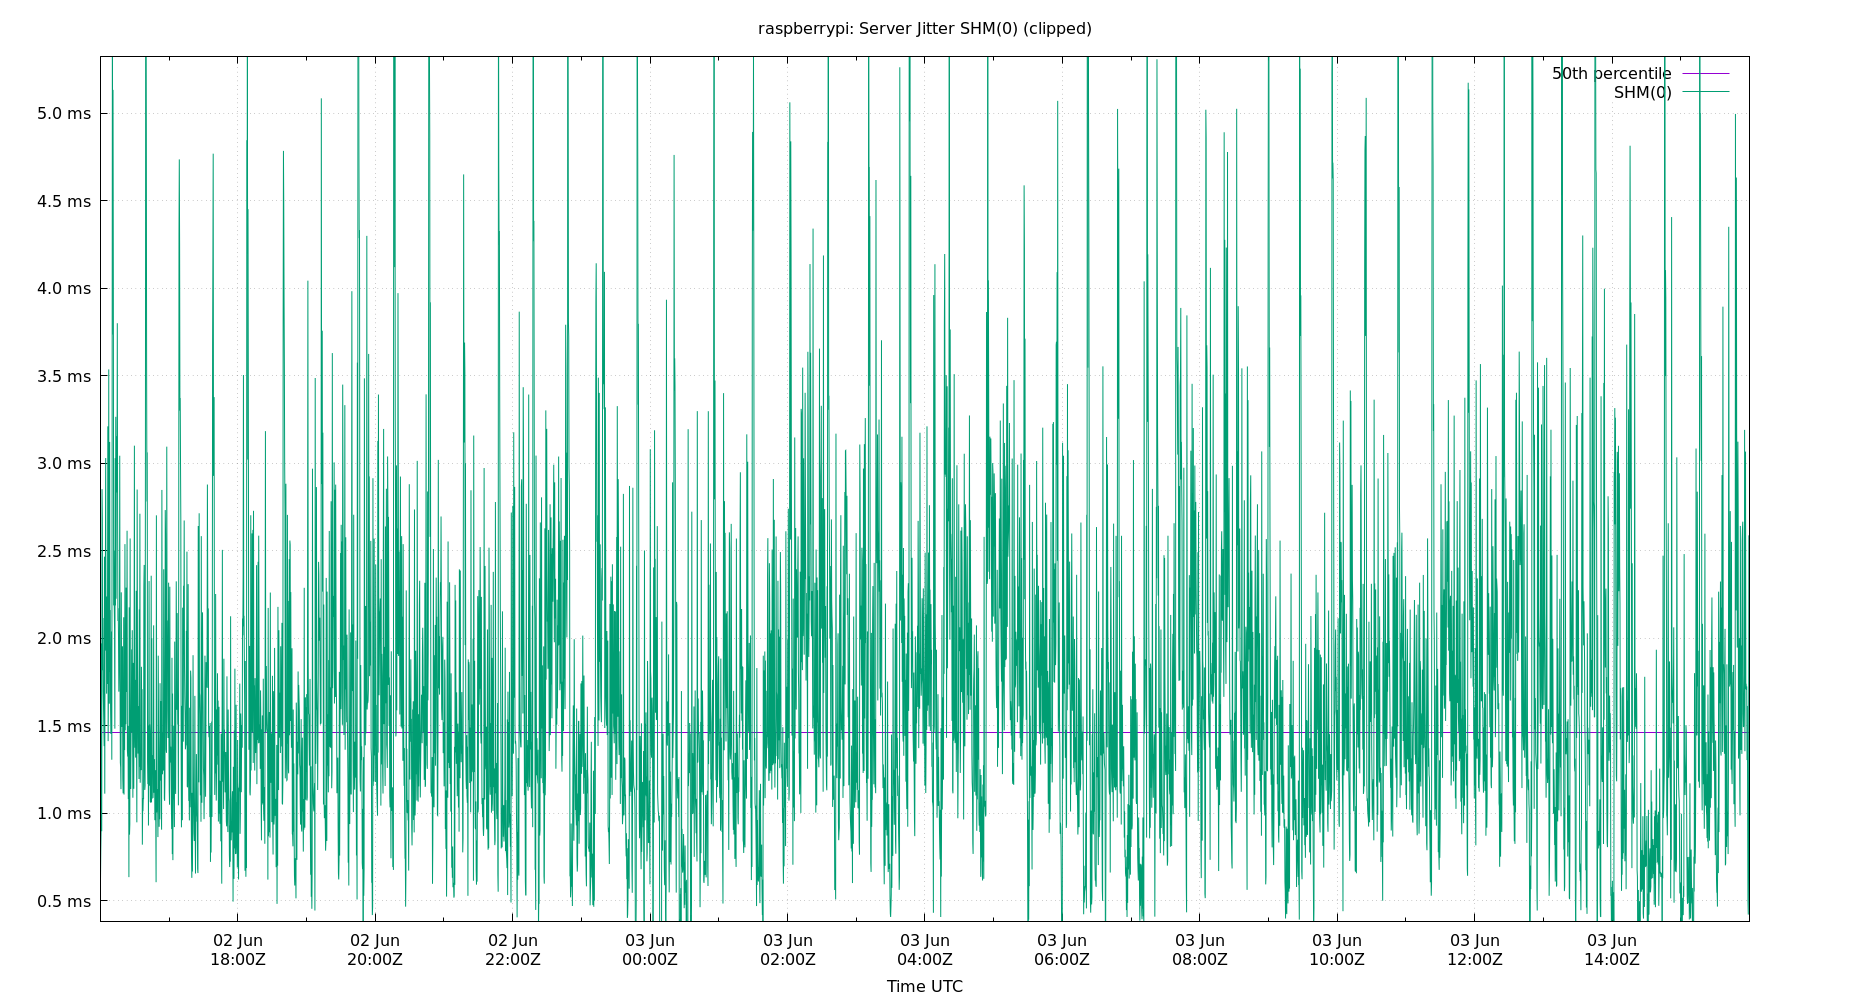 raspberrypi: Server Jitter SHM(0) (clipped)
50th percentile
SHM(0)
5.0 ms
4.5 ms
4.0 ms
3.5 ms
3.0 ms
2.5 ms
2.0 ms
1.5 ms
1.0 ms
0.5 ms
02 Jun 02 Jun 02 Jun 03 Jun 03 Jun 03 Jun 03 Jun 03 Jun 03 Jun 03 Jun 03 Jun
18:00Z 20:00Z 22:00Z 00:00Z 02:00Z 04:00Z 06:00Z 08:00Z 10:00Z 12:00Z 14:00Z
Time UTC